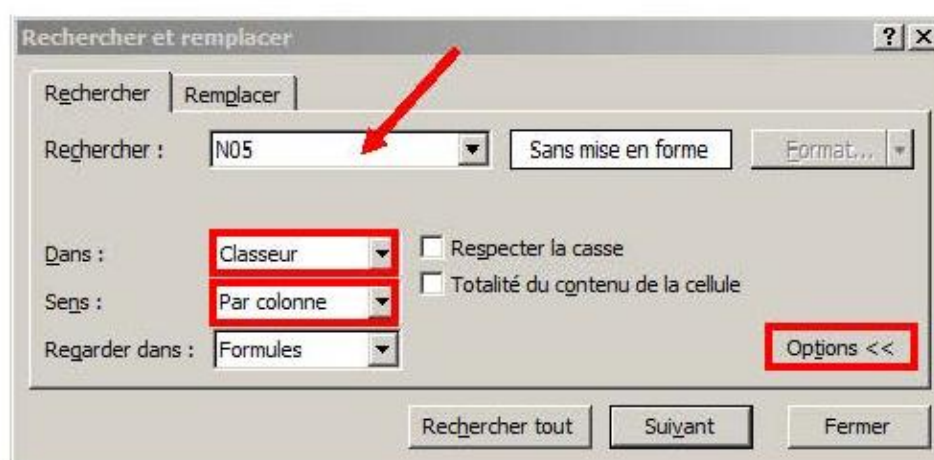 Rechercher et remplacer
Rechercher Remplacer
Rechercher : N05 Sans mise en forme Format...
Dans : Classeur Respecter la casse
Totalité du contenu de la cellule
Sens : Par colonne
Regarder dans : Formules Options <<
Rechercher tout Suivant Fermer